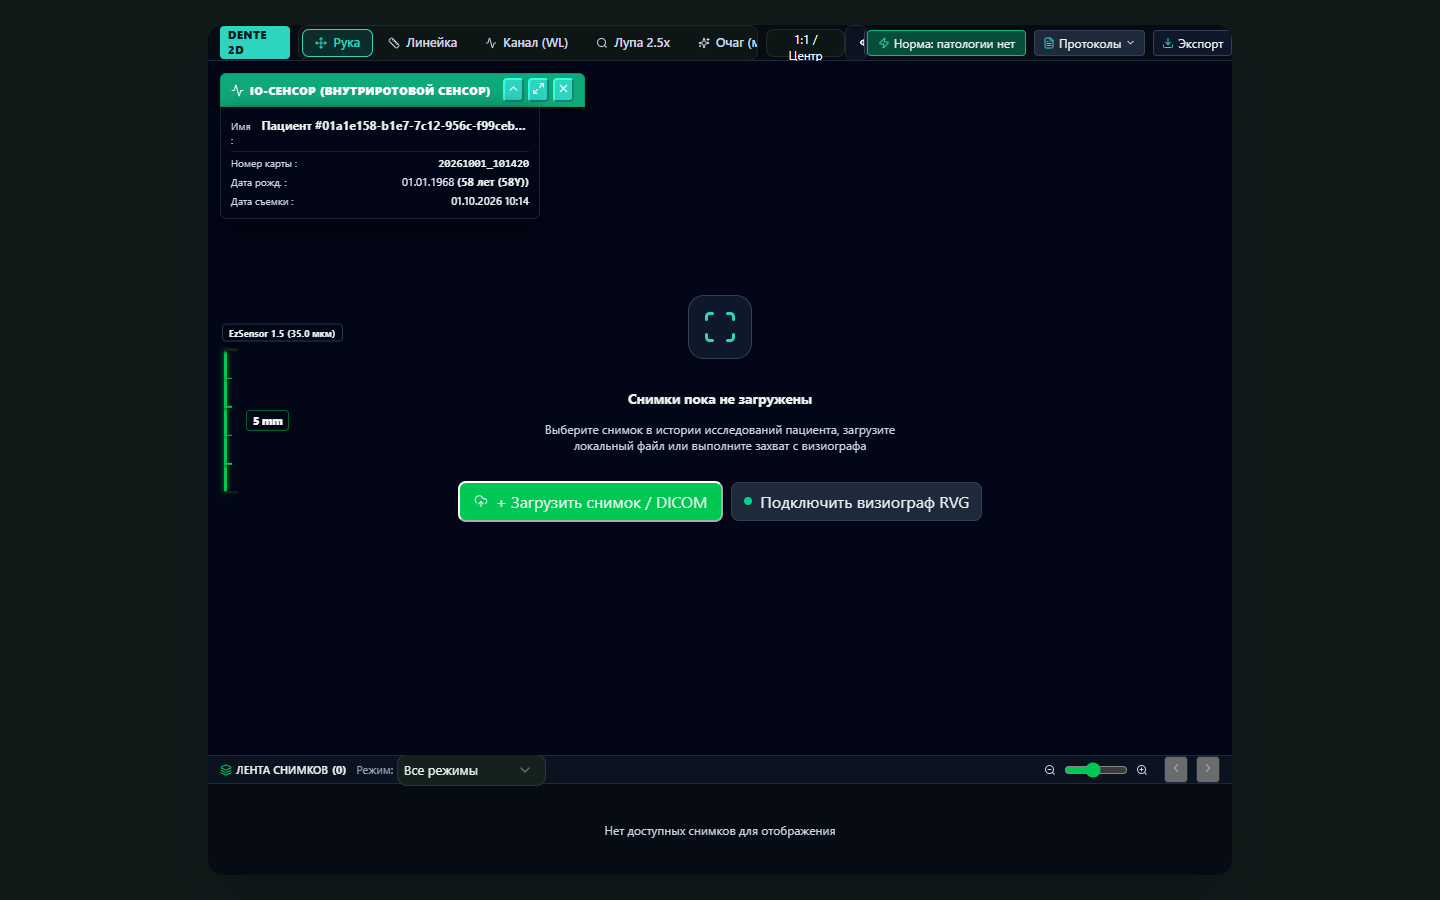 DENTE 2D
Рука
Линейка
Канал (WL)
Лупа 2.5x
Очаг
1:1 / Центр
Норма: патологии нет
Протоколы
Экспорт
IO-СЕНСОР (ВНУТРИРОТОВОЙ СЕНСОР)
Имя : Пациент #01a1e158-b1e7-7c12-956c-f99ceb...
Номер карты : 20261001_101420
Дата рожд. : 01.01.1968 (58 лет (58Y))
Дата съемки : 01.10.2026 10:14
EzSensor 1.5 (35.0 мкм)
5 mm
Снимки пока не загружены
Выберите снимок в истории исследований пациента, загрузите
локальный файл или выполните захват с визиографа
+ Загрузить снимок / DICOM
Подключить визиограф RVG
ЛЕНТА СНИМКОВ (0)
Режим: Все режимы
Нет доступных снимков для отображения